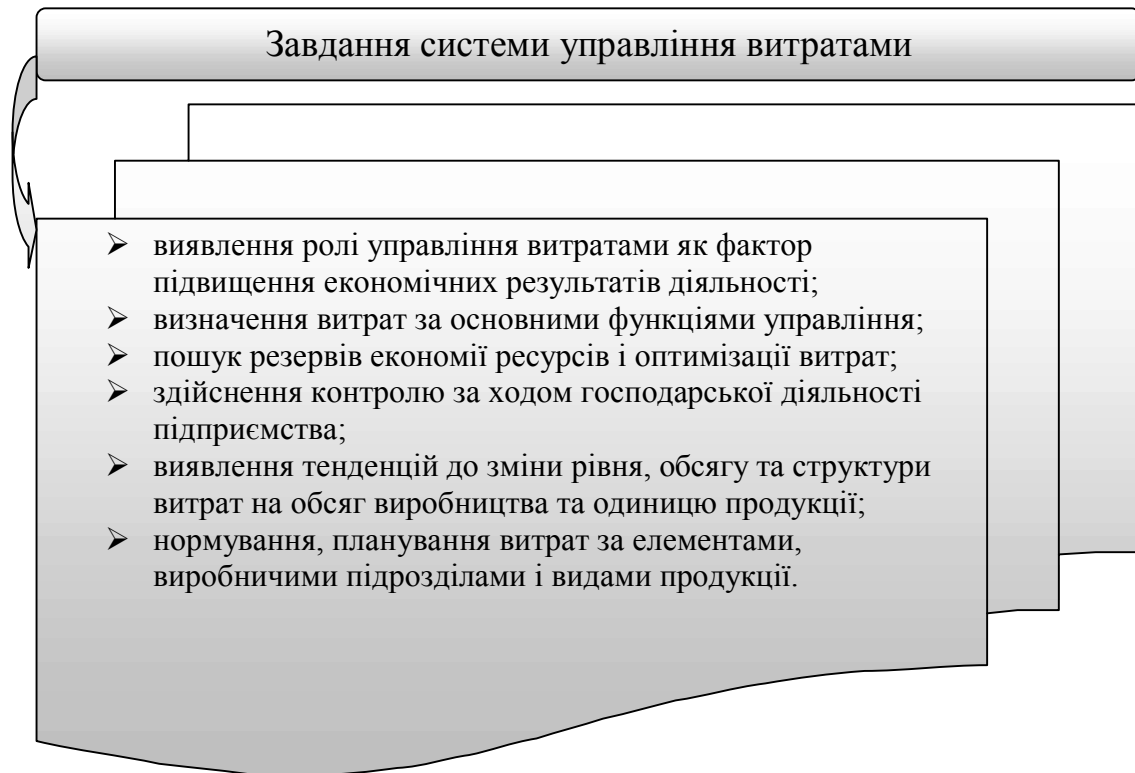 Завдання системи управління витратами
➢ виявлення ролі управління витратами як фактор
підвищення економічних результатів діяльності;
➢ визначення витрат за основними функціями управління;
➢ пошук резервів економії ресурсів і оптимізації витрат;
➢ здійснення контролю за ходом господарської діяльності
підприємства;
➢ виявлення тенденцій до зміни рівня, обсягу та структури
витрат на обсяг виробництва та одиницю продукції;
➢ нормування, планування витрат за елементами,
виробничими підрозділами і видами продукції.